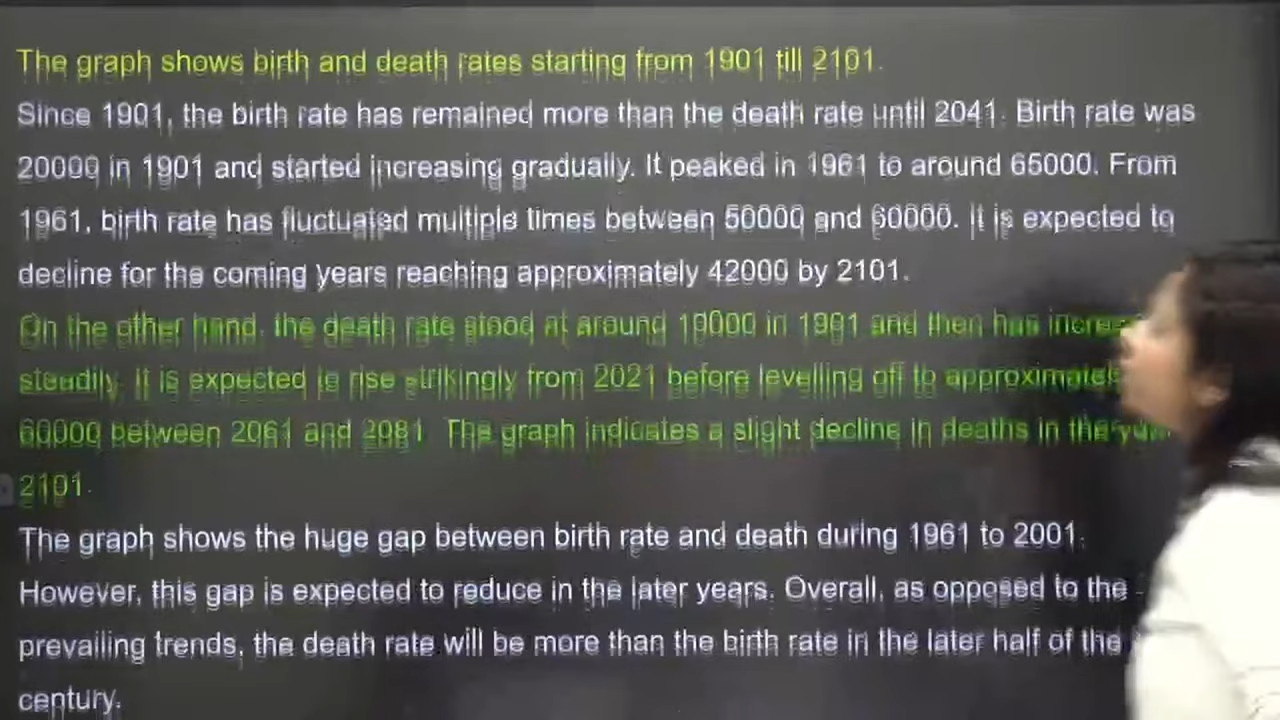 The graph shows birth and death rates starting from 1901 till 2101.
Since 1901, the birth rate has remained more than the death rate until 2041. Birth rate was
20000 in 1901 and started increasing gradually. It peaked in 1961 to around 65000. From
1961, birth rate has fluctuated multiple times between 50000 and 60000. It is expected to
decline for the coming years reaching approximately 42000 by 2101.
On the other hand, the death rate stood at around in 1901 and then has
steadily. It is expected to rise strikingly from 2021 before levelling off to
60000 between 2061 and 2081. The graph indicates a slight decline in deaths in the
2101.
The graph shows the huge gap between birth rate and death during 1961 to 2001.
However, this gap is expected to reduce in the later years. Overall, as opposed to the
prevailing trends, the death rate will be more than the birth rate in the later half of the
century.